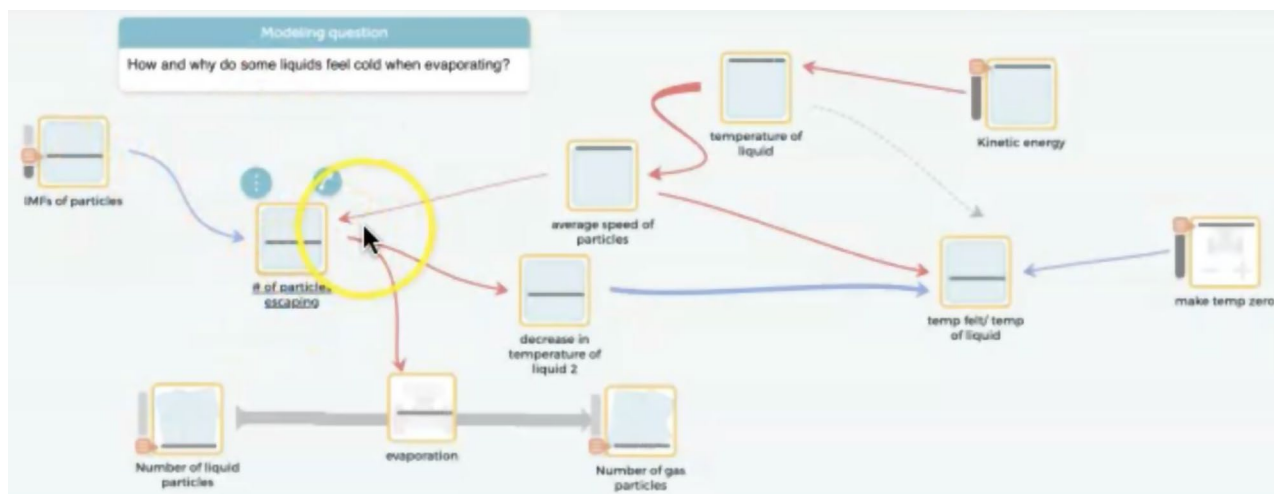 Modeling question
How and why do some liquids feel cold when evaporating?
temperature of
liquid
Kinetic energy
IMFs of particles
average speed of
particles
# of particles
escaping
make temp zero
temp felt/ temp
of liquid
decrease in
temperature of
liquid 2
evaporation
Number of liquid
particles
Number of gas
particles